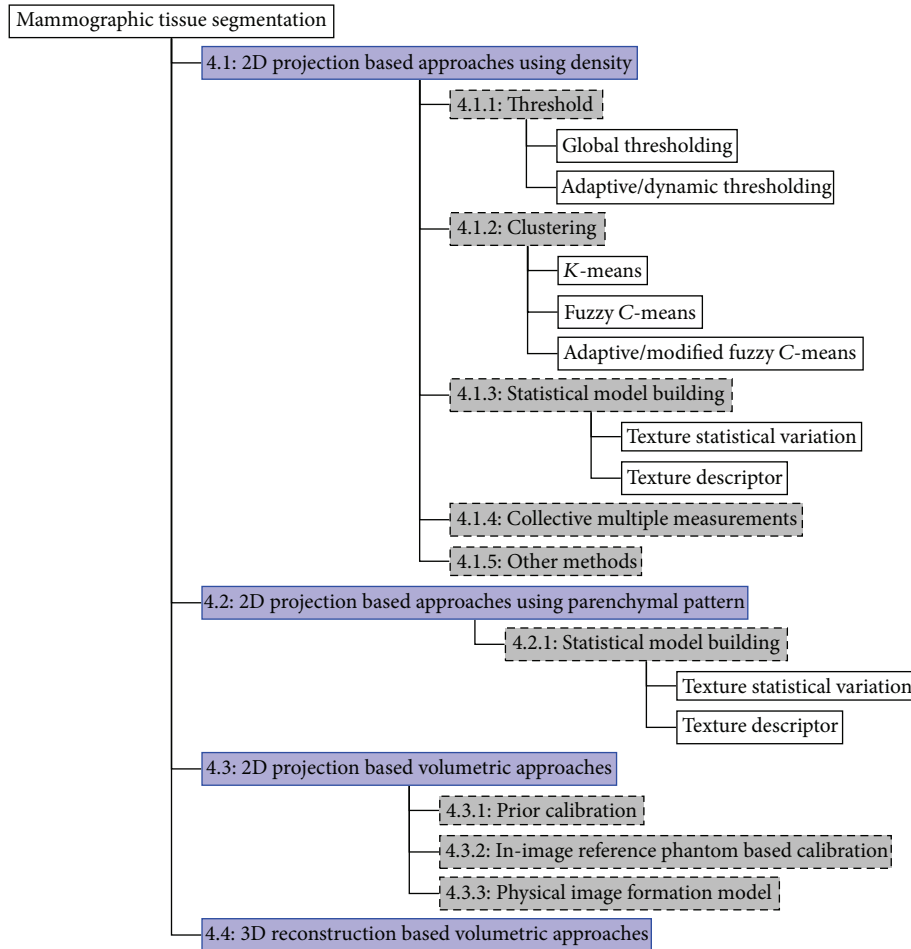 Mammographic tissue segmentation
4.1: 2D projection based approaches using density
4.1.1: Threshold
Global thresholding
Adaptive/dynamic thresholding
4.1.2: Clustering
K-means
Fuzzy C-means
Adaptive/modified fuzzy C-means
4.1.3: Statistical model building
Texture statistical variation
Texture descriptor
4.1.4: Collective multiple measurements
4.1.5: Other methods
4.2: 2D projection based approaches using parenchymal pattern
4.2.1: Statistical model building
Texture statistical variation
Texture descriptor
4.3: 2D projection based volumetric approaches
4.3.1: Prior calibration
4.3.2: In-image reference phantom based calibration
4.3.3: Physical image formation model
4.4: 3D reconstruction based volumetric approaches